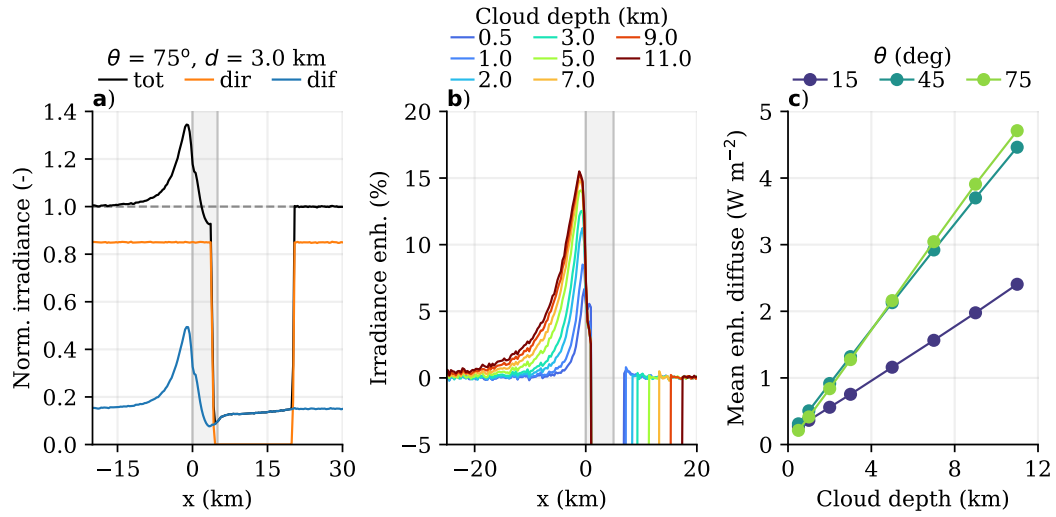 θ = 75°, d = 3.0 km
tot dir dif
a)
1.4
1.2
1.0
0.8
0.6
0.4
0.2
0.0
Norm. irradiance (-)
−15 0 15 30
x (km)
Cloud depth (km)
0.5 3.0 9.0
1.0 5.0 11.0
2.0 7.0
b)
20
15
10
5
0
−5
Irradiance enh. (%)
−20 0 20
x (km)
θ (deg)
15 45 75
c)
5
4
3
2
1
0
Mean enh. diffuse (W m⁻²)
0 4 8 12
Cloud depth (km)